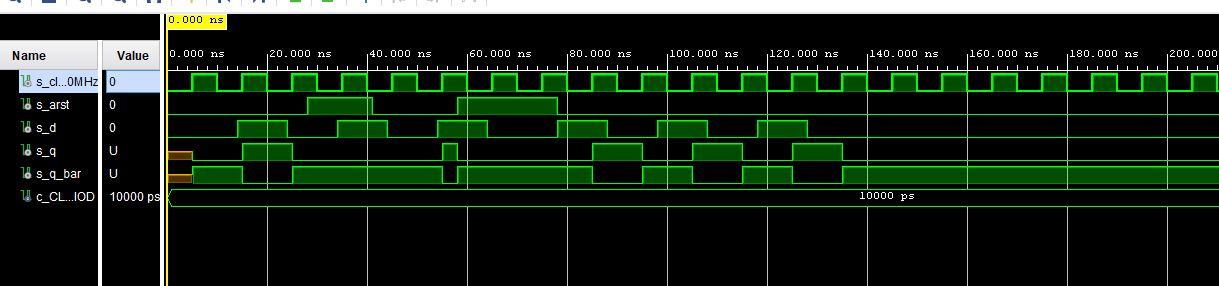 0.000 ns
Name Value
0.000 ns 20.000 ns 40.000 ns 60.000 ns 80.000 ns 100.000 ns 120.000 ns 140.000 ns 160.000 ns 180.000 ns 200.00
s_cl...0MHz 0
s_arst 0
s_d 0
s_q U
s_q_bar U
c_CL...IOD 10000 ps 10000 ps